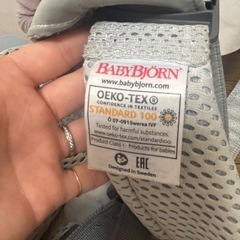 BABYBJÖRN
www.babybjorn.com
OEKO-TEX®
CONFIDENCE IN TEXTILES
STANDARD 100
Tested for harmful substances
www.oeko-tex.com/standard100
Product Class I - Products for babies
EAC
Designed in Sweden